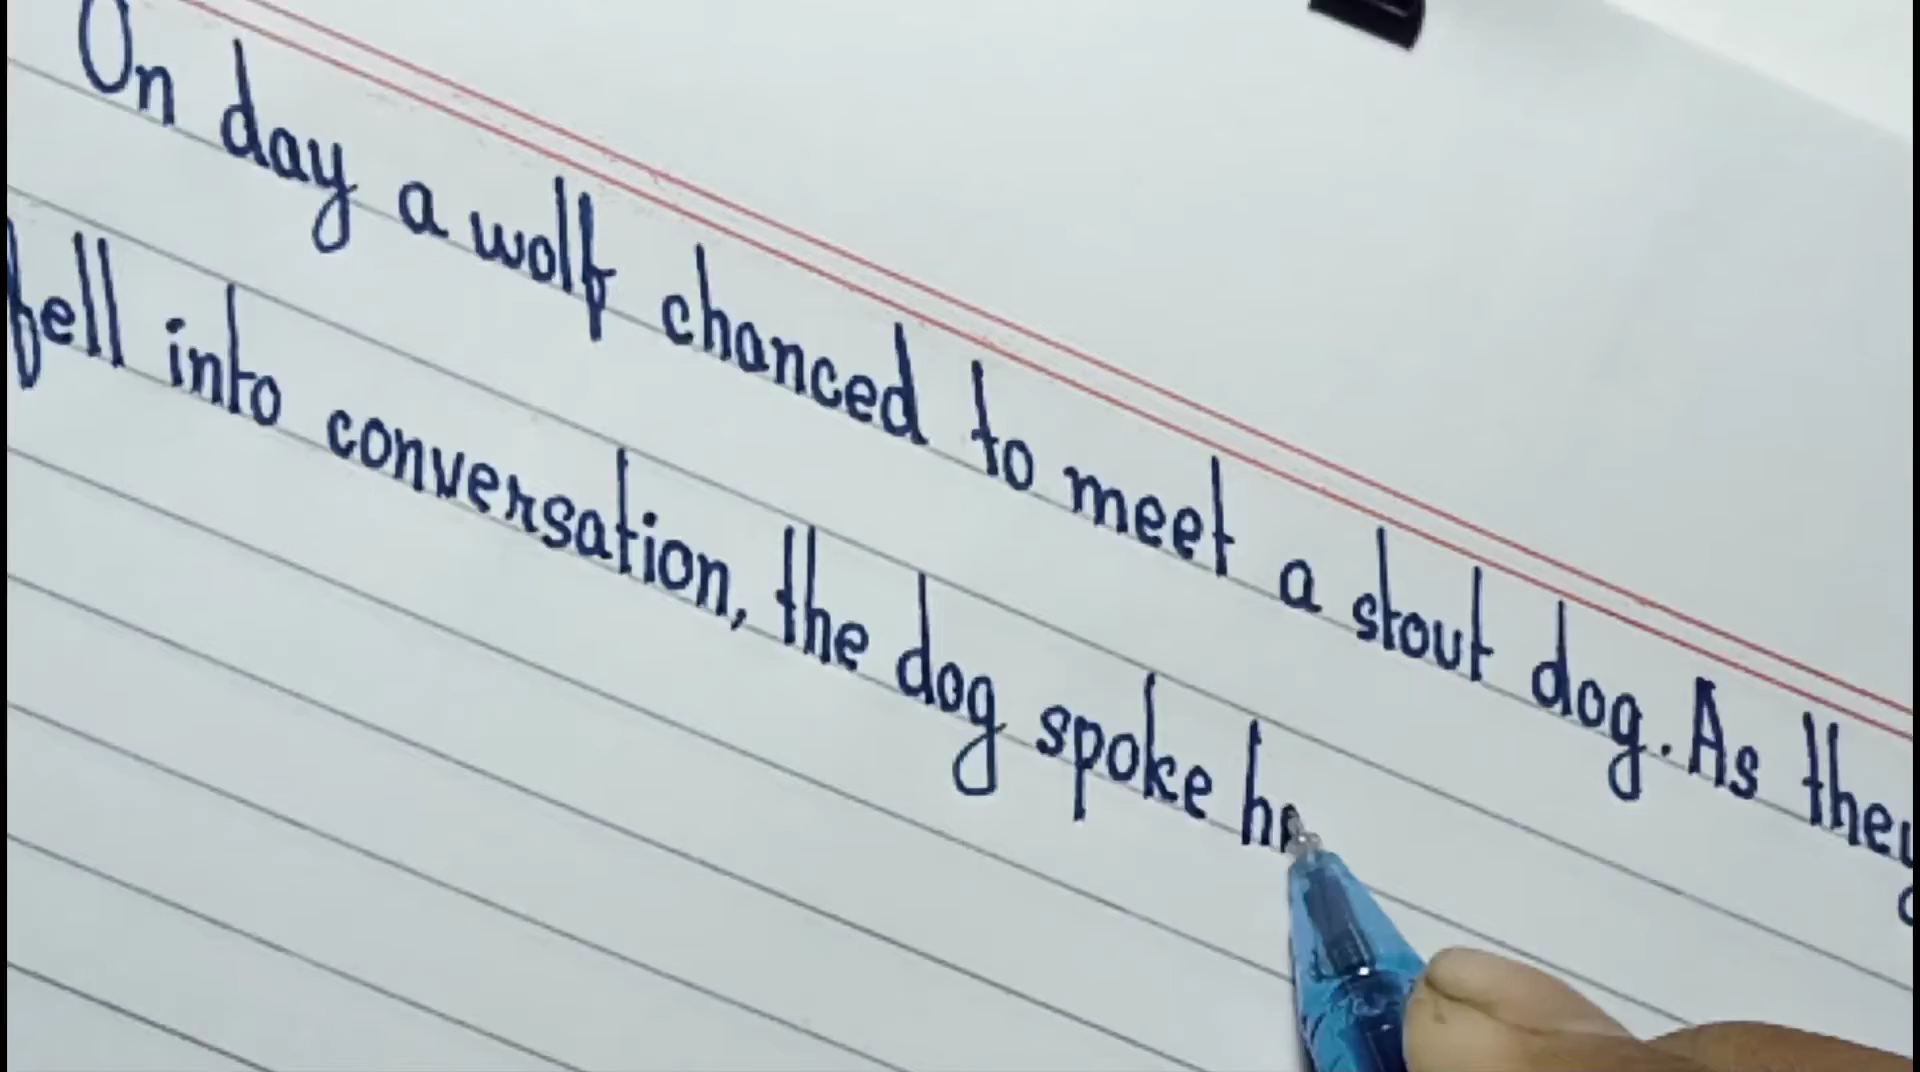 On day a wolf chanced to meet a stout dog. As they
fell into conversation, the dog spoke